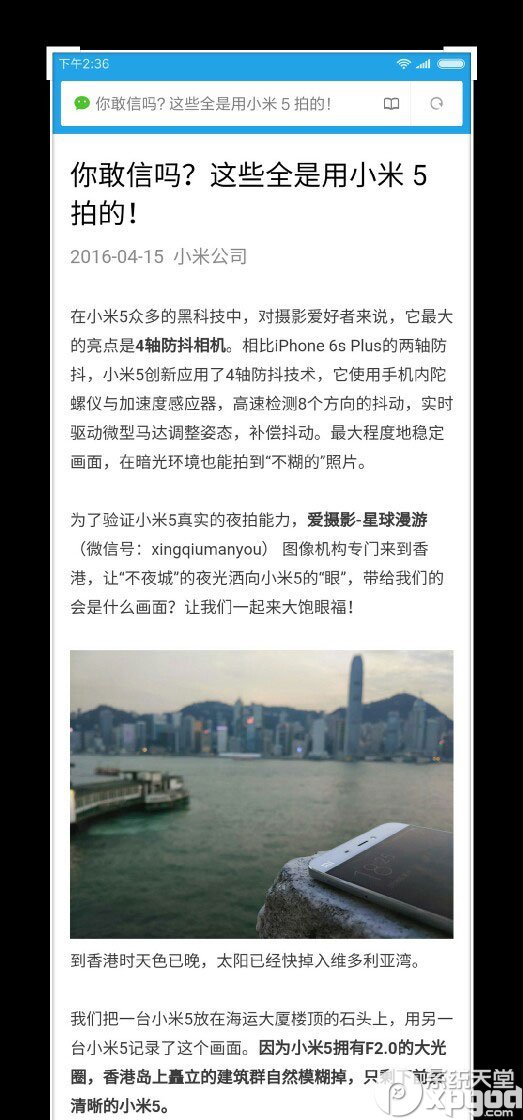 下午2:36
你敢信吗? 这些全是用小米 5 拍的!
你敢信吗？这些全是用小米 5
拍的！
2016-04-15 小米公司
在小米5众多的黑科技中，对摄影爱好者来说，它最大
的亮点是4轴防抖相机。相比iPhone 6s Plus的两轴防
抖，小米5创新应用了4轴防抖技术，它使用手机内陀
螺仪与加速度感应器，高速检测8个方向的抖动，实时
驱动微型马达调整姿态，补偿抖动。最大程度地稳定
画面，在暗光环境也能拍到“不糊的”照片。
为了验证小米5真实的夜拍能力，爱摄影-星球漫游
（微信号：xingqiumanyou） 图像机构专门来到香
港，让“不夜城”的夜光洒向小米5的“眼”，带给我们的
会是什么画面？让我们一起来大饱眼福！
到香港时天色已晚，太阳已经快掉入维多利亚湾。
我们把一台小米5放在海运大厦楼顶的石头上，用另一
台小米5记录了这个画面。因为小米5拥有F2.0的大光
圈，香港岛上矗立的建筑群自然模糊掉，只剩下前景
清晰的小米5。
系统天堂
xpgod
.com